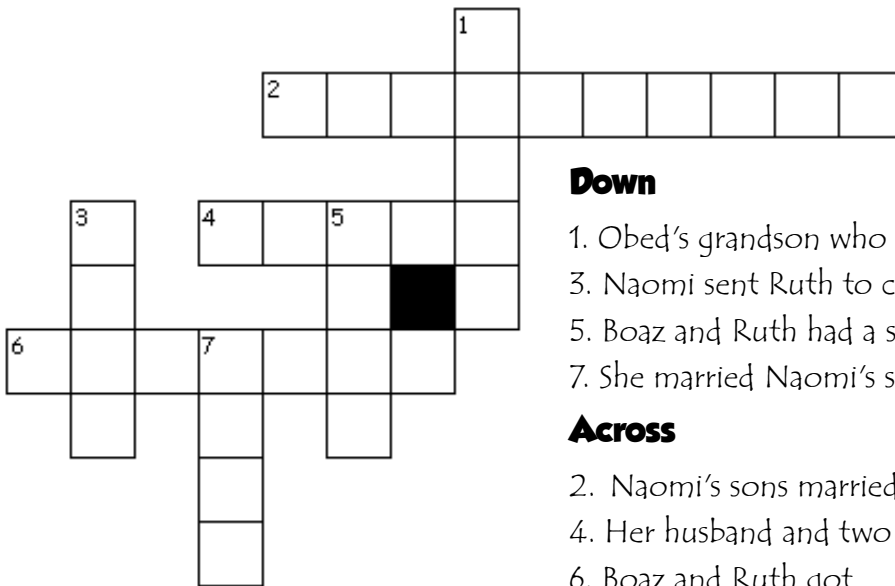 1
2
3 4 5
6 7
Down
1. Obed's grandson who
3. Naomi sent Ruth to c
5. Boaz and Ruth had a s
7. She married Naomi's s
Across
2. Naomi's sons married
4. Her husband and two
6. Boaz and Ruth got